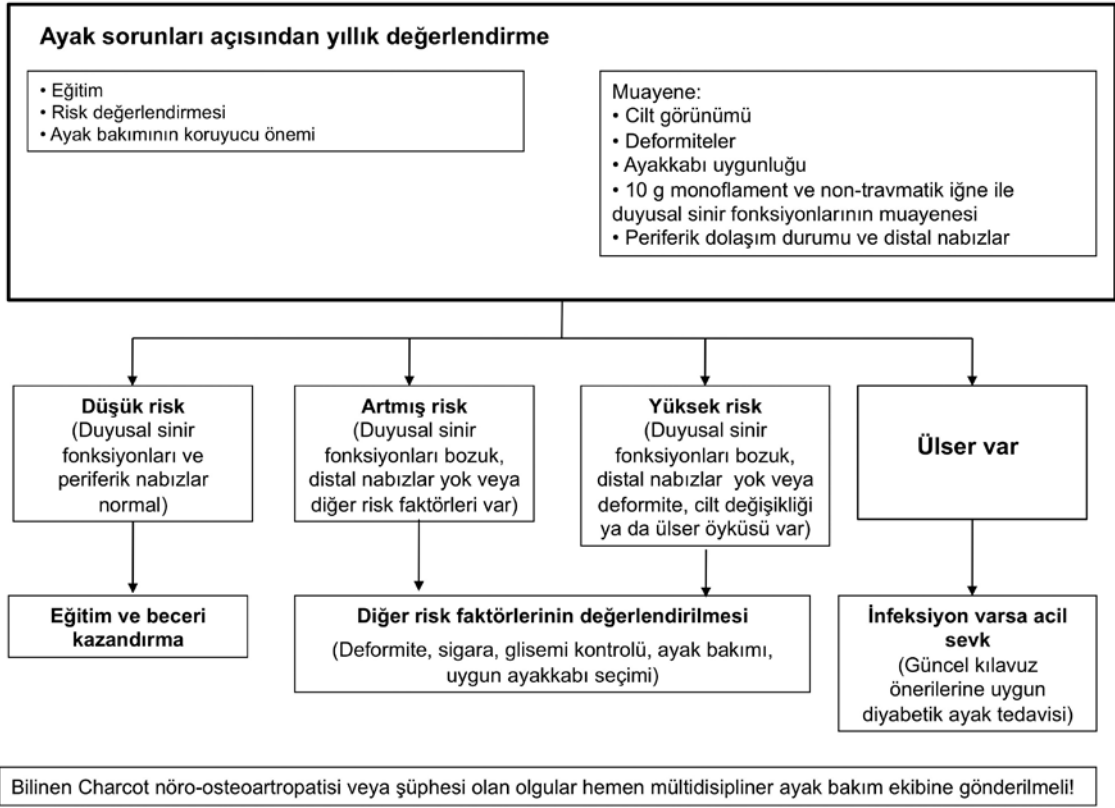 Ayak sorunları açısından yıllık değerlendirme
• Eğitim
• Risk değerlendirmesi
• Ayak bakımının koruyucu önemi
Muayene:
• Cilt görünümü
• Deformiteler
• Ayakkabı uygunluğu
• 10 g monoflament ve non-travmatik iğne ile
duyusal sinir fonksiyonlarının muayenesi
• Periferik dolaşım durumu ve distal nabızlar
Düşük risk
(Duyusal sinir
fonksiyonları ve
periferik nabızlar
normal)
Artmış risk
(Duyusal sinir
fonksiyonları bozuk,
distal nabızlar yok veya
diğer risk faktörleri var)
Yüksek risk
(Duyusal sinir
fonksiyonları bozuk,
distal nabızlar yok veya
deformite, cilt değişikliği
ya da ülser öyküsü var)
Ülser var
Eğitim ve beceri
kazandırma
Diğer risk faktörlerinin değerlendirilmesi
(Deformite, sigara, glisemi kontrolü, ayak bakımı,
uygun ayakkabı seçimi)
İnfeksiyon varsa acil
sevk
(Güncel kılavuz
önerilerine uygun
diyabetik ayak tedavisi)
Bilinen Charcot nöro-osteoartropatisi veya şüphesi olan olgular hemen mültidisipliner ayak bakım ekibine gönderilmeli!